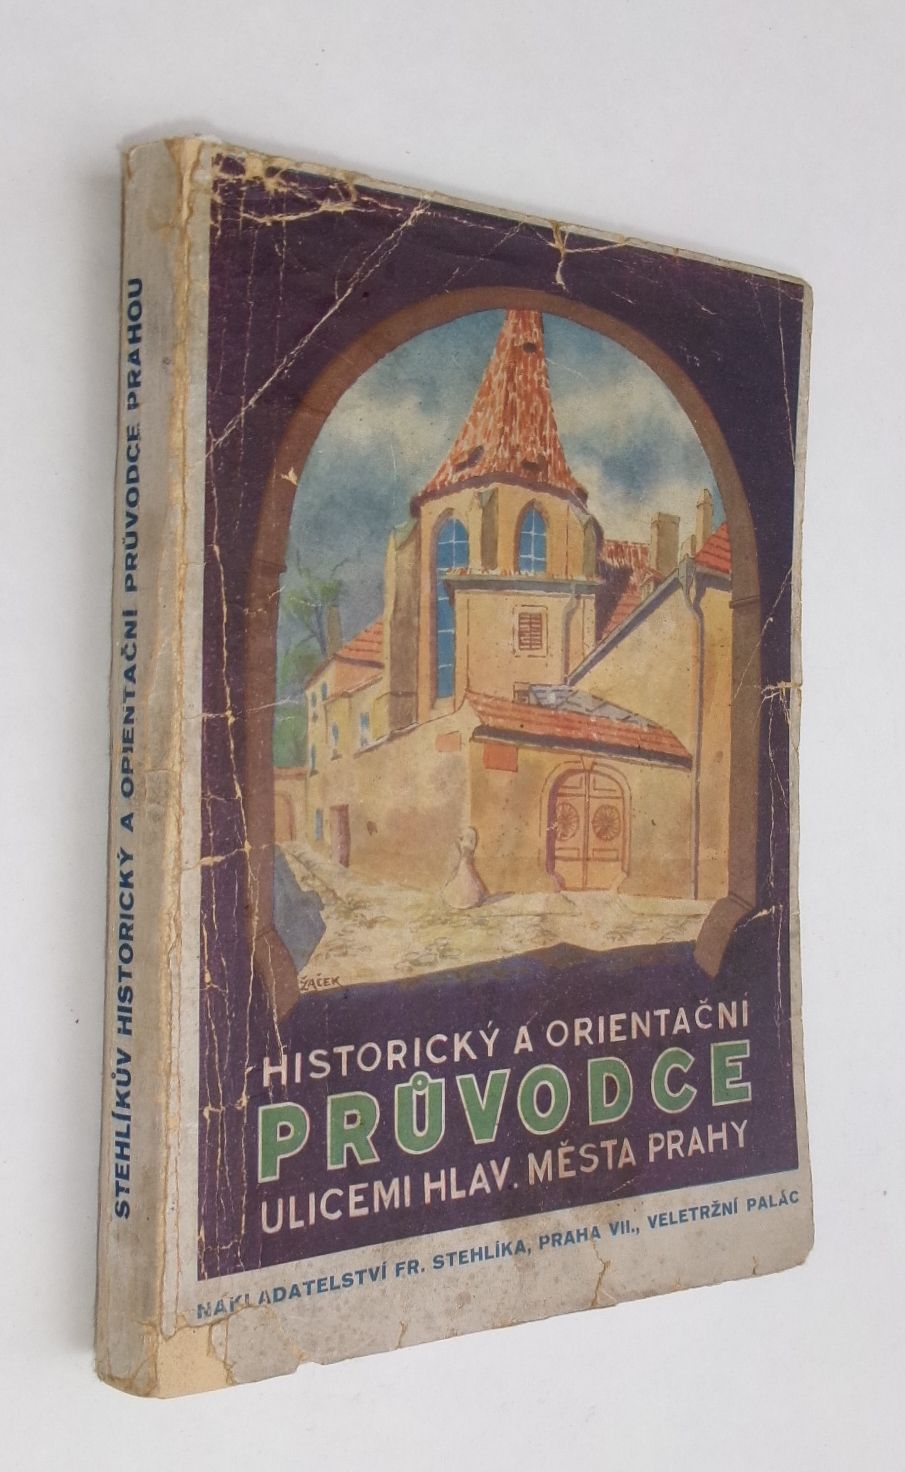 STEHLÍKŮV HISTORICKÝ A ORIENTAČNÍ PRŮVODCE PRAHOU
ŽAČEK
HISTORICKÝ A ORIENTAČNÍ
PRŮVODCE
ULICEMI HLAV. MĚSTA PRAHY
NAKLADATELSTVÍ FR. STEHLÍKA, PRAHA VII., VELETRŽNÍ PALÁC